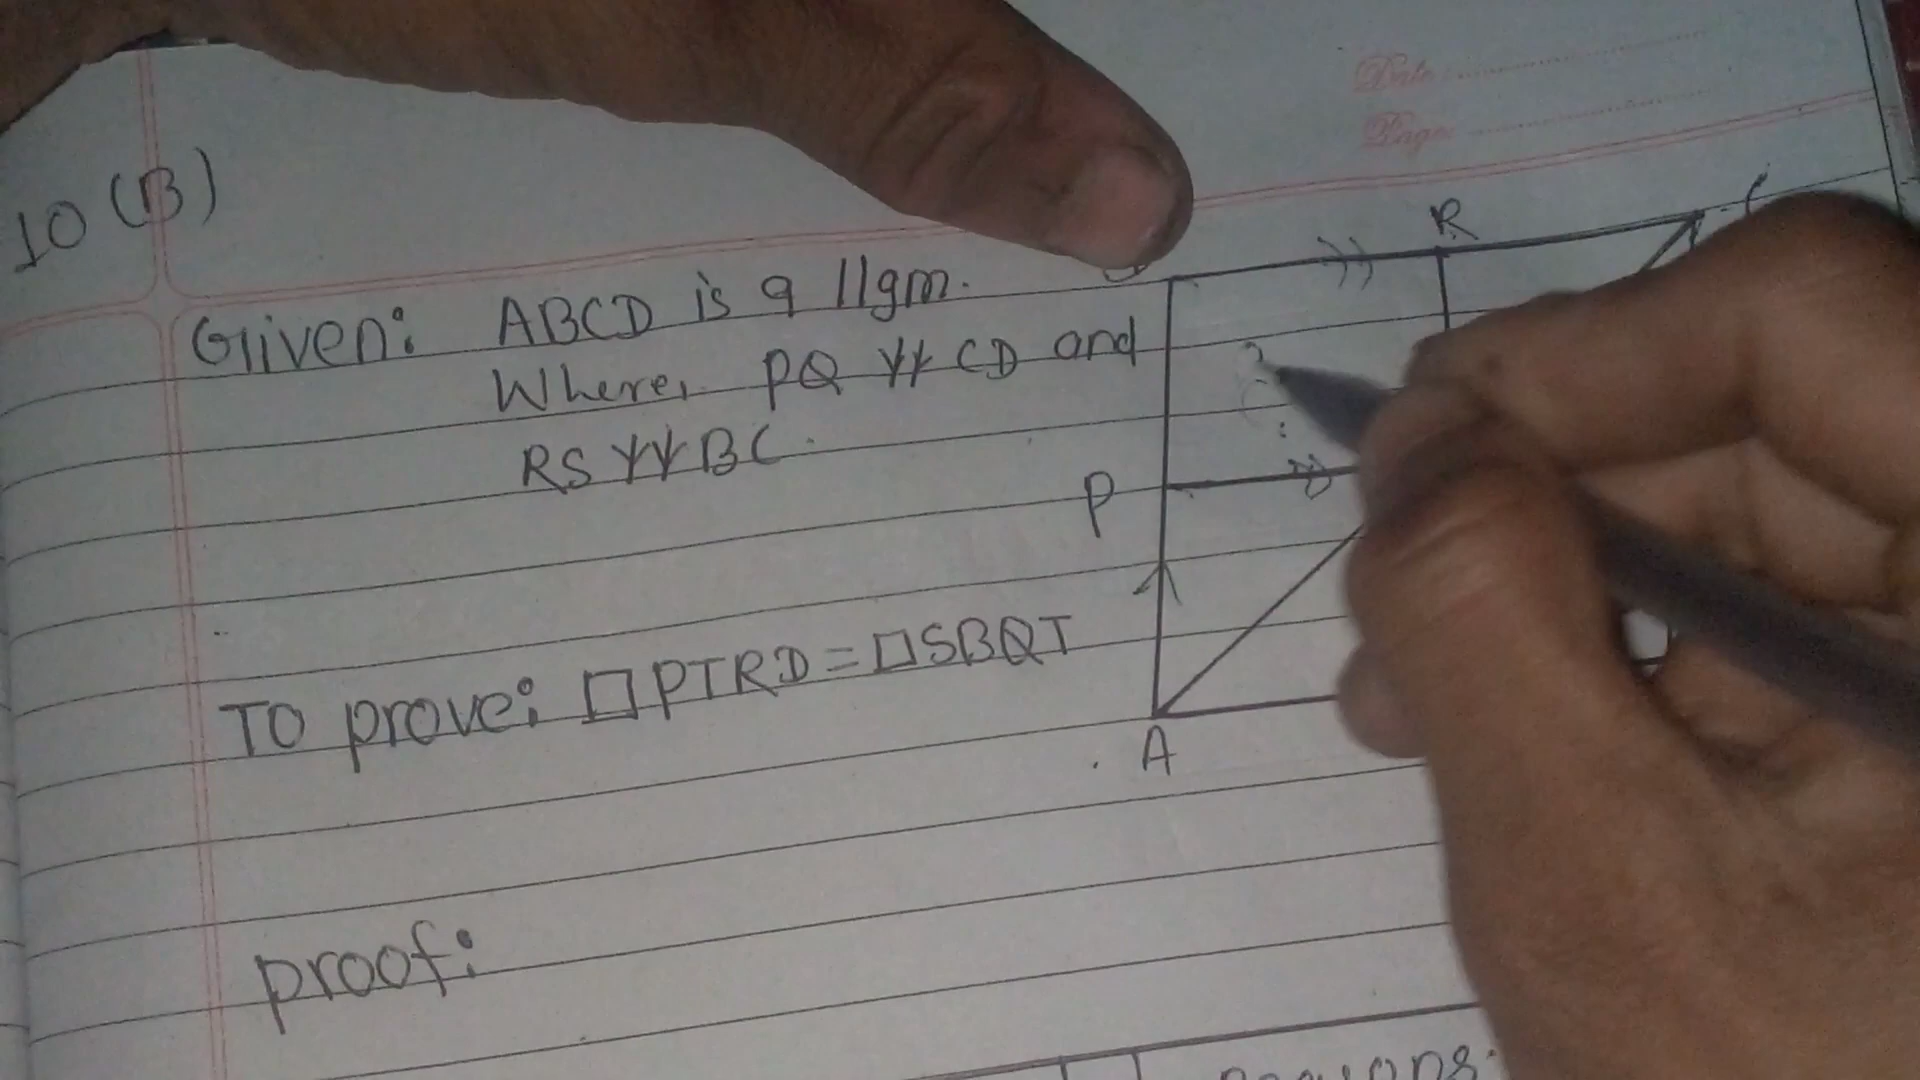 Date
Page
10 (B)
Given: ABCD is a llgm.
Where, PQ || CD and
RS || BC.
R
P
To prove: □PTRD = □SBQT
A
proof: